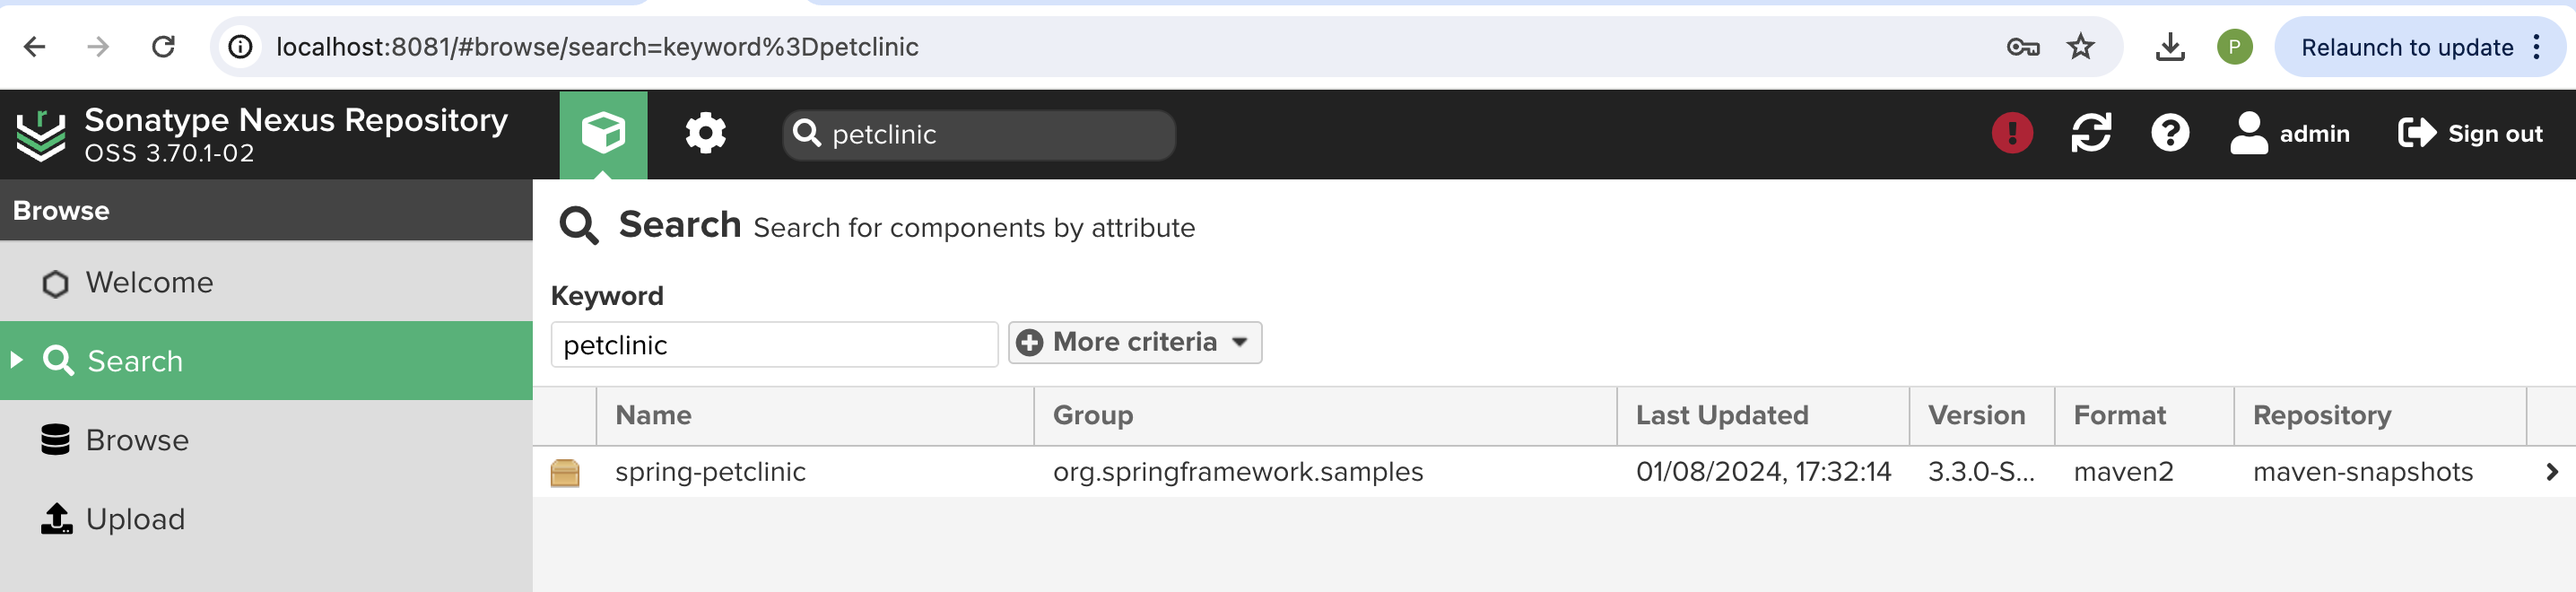 localhost:8081/#browse/search=keyword%3Dpetclinic
P
Relaunch to update
r
Sonatype Nexus Repository
OSS 3.70.1-02
petclinic
admin
Sign out
Browse
Welcome
Search
Browse
Upload
Search Search for components by attribute
Keyword
petclinic
More criteria
Name Group Last Updated Version Format Repository
spring-petclinic org.springframework.samples 01/08/2024, 17:32:14 3.3.0-S... maven2 maven-snapshots